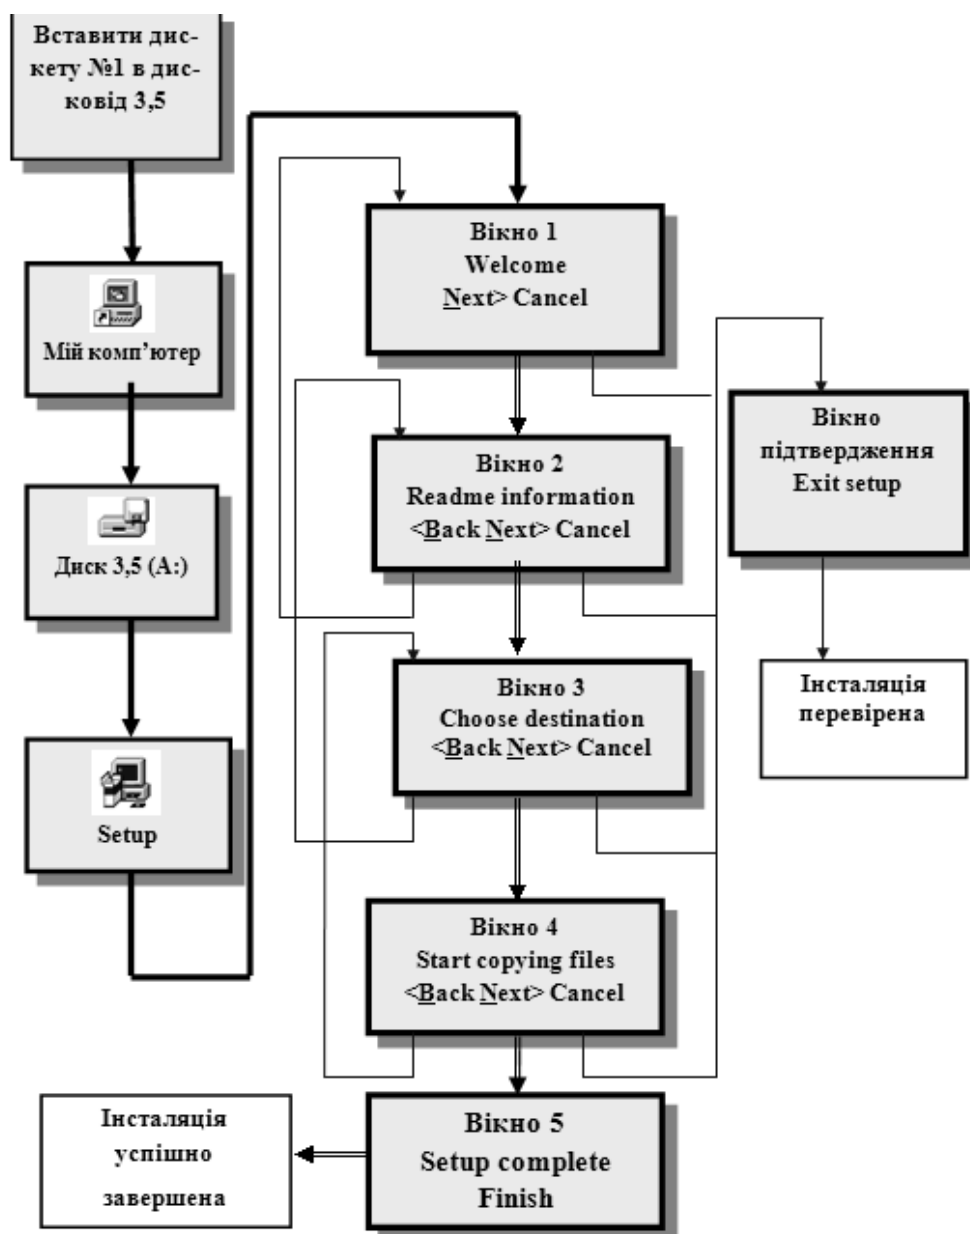 Вставити дис-
кету №1 в дис-
ковід 3,5
Мій комп’ютер
Диск 3,5 (А:)
Setup
Вікно 1
Welcome
Next> Cancel
Вікно 2
Readme information
<Back Next> Cancel
Вікно 3
Choose destination
<Back Next> Cancel
Вікно 4
Start copying files
<Back Next> Cancel
Вікно 5
Setup complete
Finish
Вікно
підтвердження
Exit setup
Інсталяція
перевірена
Інсталяція
успішно
завершена